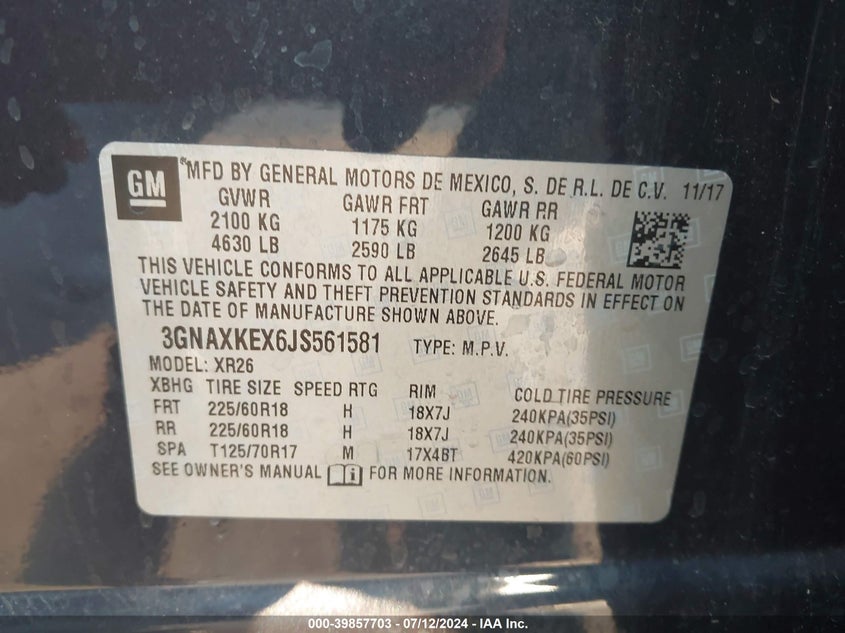 GM
®MFD BY GENERAL MOTORS DE MEXICO, S. DE R.L. DE C.V. 11/17
GVWR GAWR FRT GAWR RR
2100 KG 1175 KG 1200 KG
4630 LB 2590 LB 2645 LB
THIS VEHICLE CONFORMS TO ALL APPLICABLE U.S. FEDERAL MOTOR
VEHICLE SAFETY AND THEFT PREVENTION STANDARDS IN EFFECT ON
THE DATE OF MANUFACTURE SHOWN ABOVE.
3GNAXKEX6JS561581 TYPE: M.P.V.
MODEL: XR26
XBHG TIRE SIZE SPEED RTG RIM COLD TIRE PRESSURE
FRT 225/60R18 H 18X7J 240KPA(35PSI)
RR 225/60R18 H 18X7J 240KPA(35PSI)
SPA T125/70R17 M 17X4BT 420KPA(60PSI)
SEE OWNER'S MANUAL FOR MORE INFORMATION.
000-39857703 - 07/12/2024 - IAA Inc.